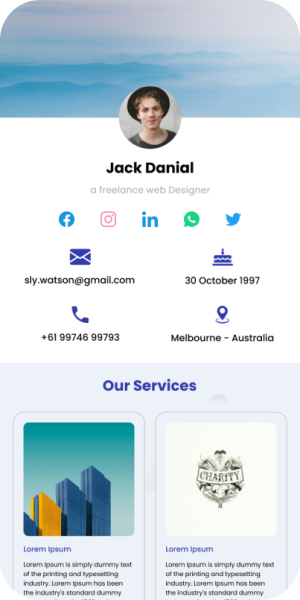 Jack Danial
a freelance web Designer
sly.watson@gmail.com
30 October 1997
+61 99746 99793
Melbourne - Australia
Our Services
CHARITY
Lorem Ipsum
Lorem Ipsum is simply dummy text
of the printing and typesetting
industry. Lorem Ipsum has been
the industry's standard dummy
Lorem Ipsum
Lorem Ipsum is simply dummy text
of the printing and typesetting
industry. Lorem Ipsum has been
the industry's standard dummy